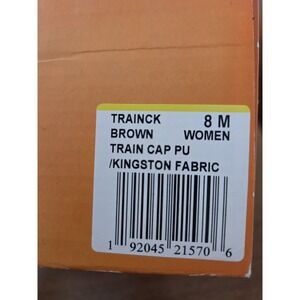 TRAINCK 8 M
BROWN WOMEN
TRAIN CAP PU
/KINGSTON FABRIC
1 92045 21570 6